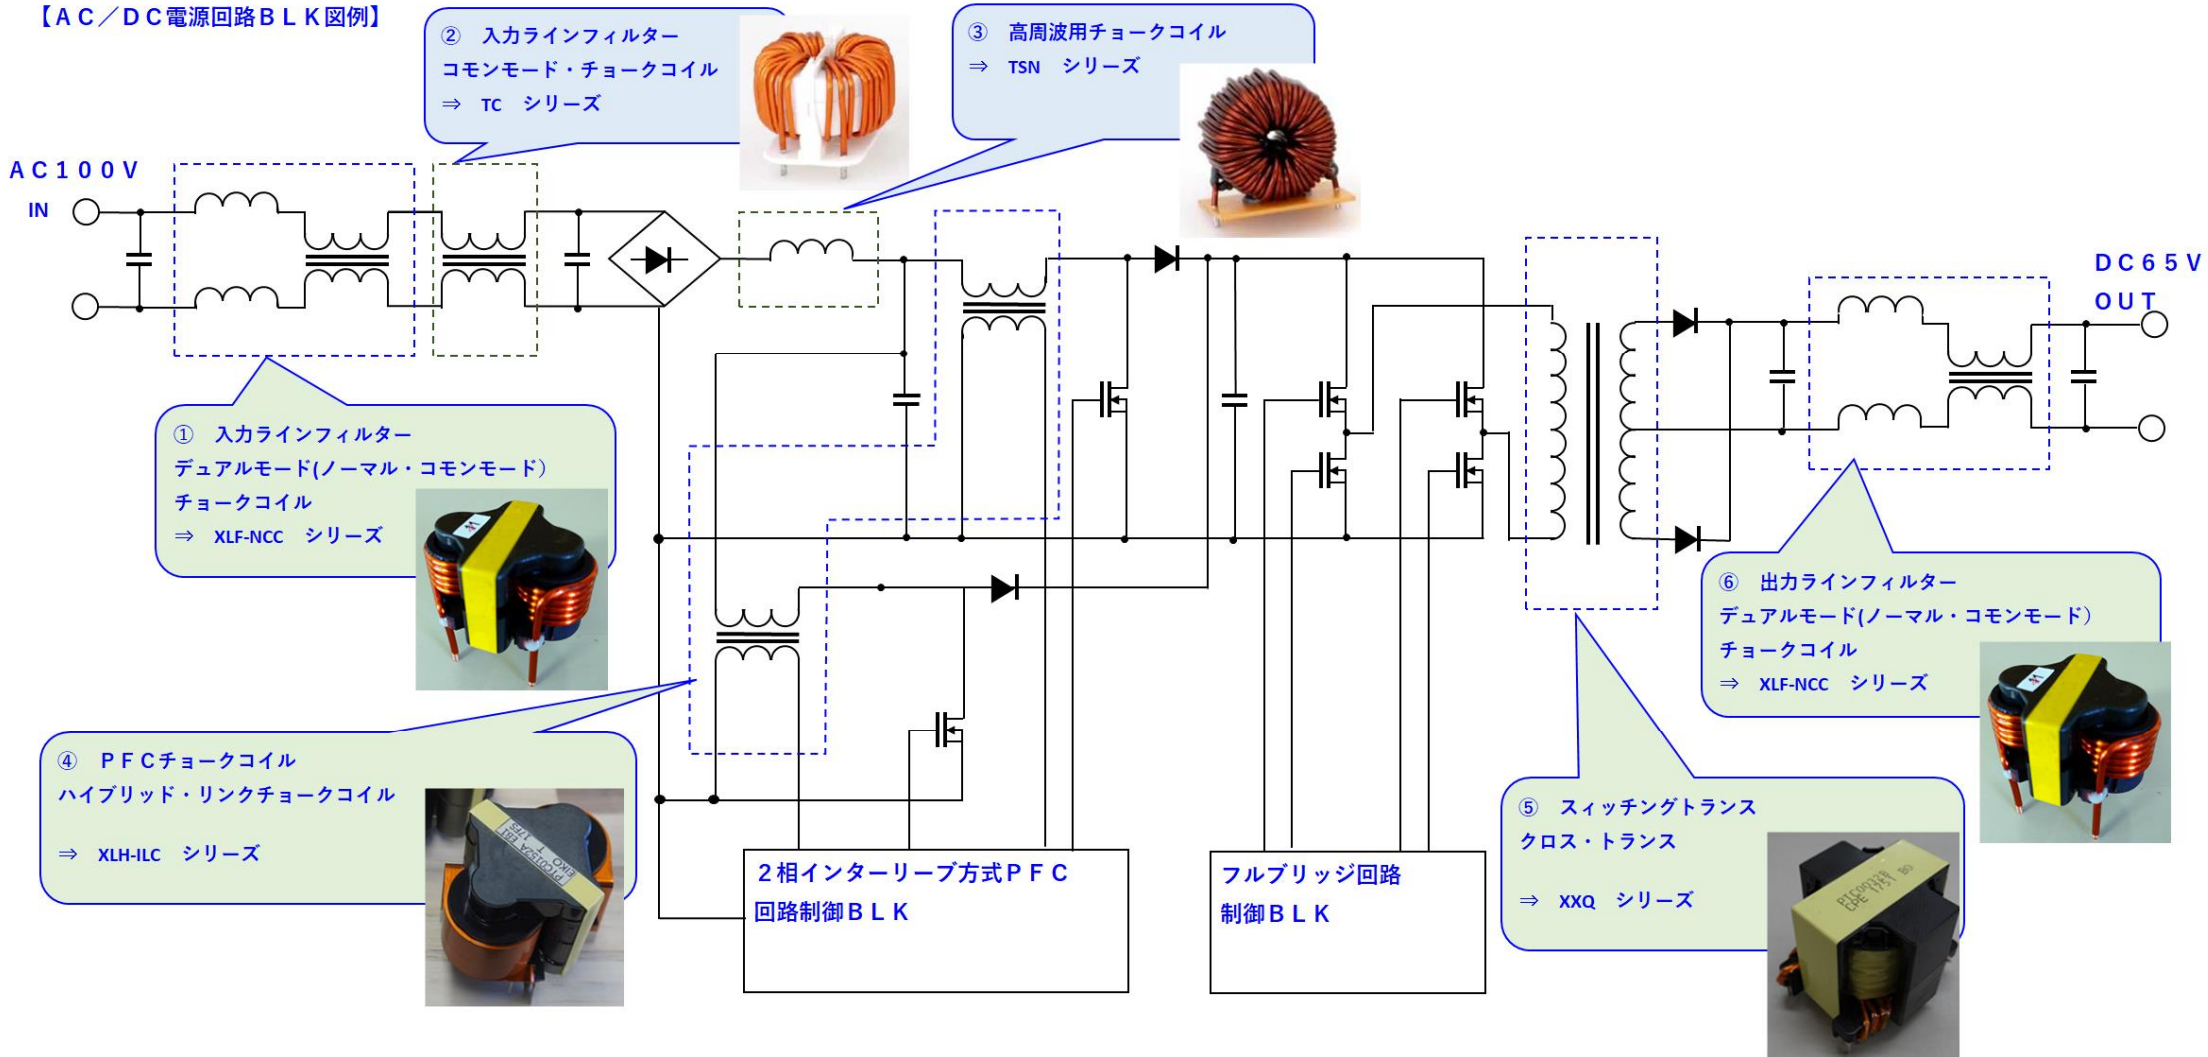 【ＡＣ／ＤＣ電源回路ＢＬＫ図例】
② 入力ラインフィルター
コモンモード・チョークコイル
⇒ TC シリーズ
③ 高周波用チョークコイル
⇒ TSN シリーズ
ＡＣ１００Ｖ
IN
ＤＣ６５Ｖ
ＯＵＴ
① 入力ラインフィルター
デュアルモード(ノーマル・コモンモード）
チョークコイル
⇒ XLF-NCC シリーズ
⑥ 出力ラインフィルター
デュアルモード(ノーマル・コモンモード）
チョークコイル
⇒ XLF-NCC シリーズ
④ ＰＦＣチョークコイル
ハイブリッド・リンクチョークコイル
⇒ XLH-ILC シリーズ
⑤ スィッチングトランス
クロス・トランス
⇒ XXQ シリーズ
２相インターリーブ方式ＰＦＣ
回路制御ＢＬＫ
フルブリッジ回路
制御ＢＬＫ